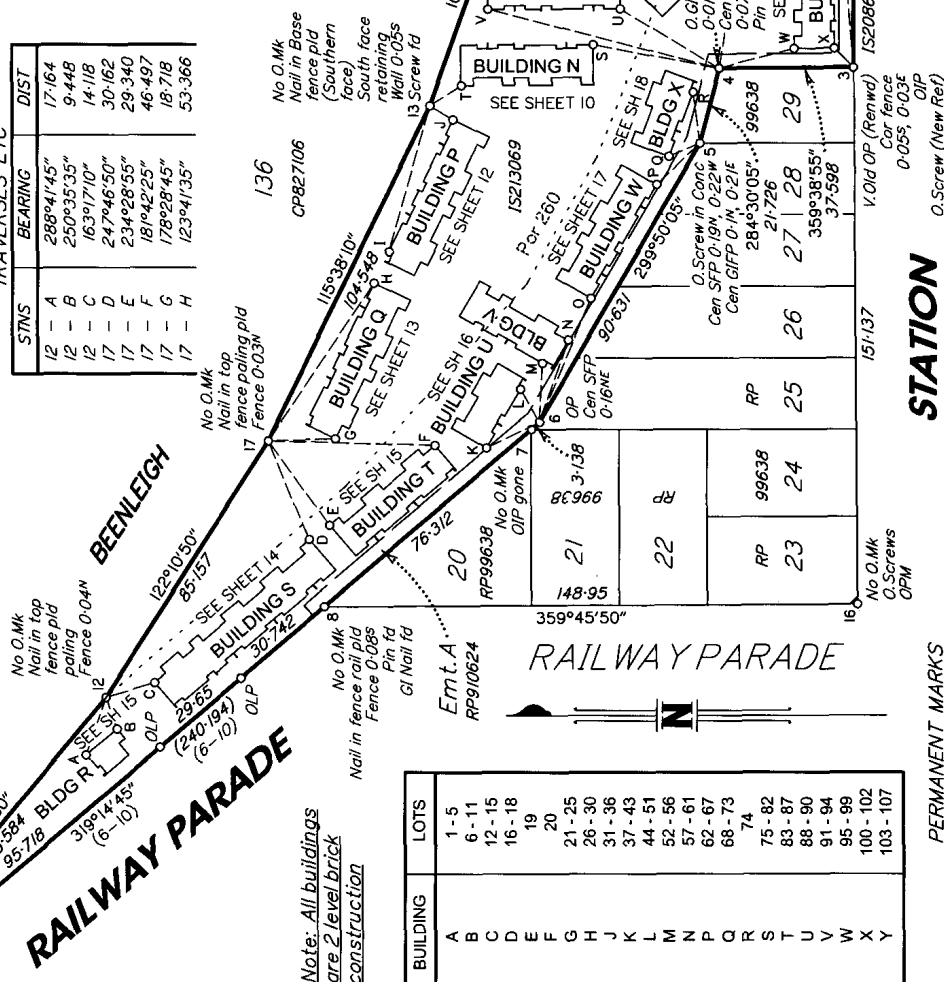 TRAVERSES ETC
STNS BEARING DIST
12 - A 288°41'45" 17·164
12 - B 250°35'35" 9·448
12 - C 163°17'10" 14·118
17 - D 247°46'50" 30·162
17 - E 234°28'55" 29·340
17 - F 181°42'25" 46·497
17 - G 178°28'45" 18·718
17 - H 123°41'35" 53·366
136
CP827106
No O.Mk
Nail in Base
fence pld
(Southern
face)
South face
retaining
Wall 0·05S
Screw fd
13
BUILDING N
SEE SHEET 10
V
U
T
S
O.GI
Cen
Pin
W
X
IS2086
3
4
R
5
V.Old OP (Renwd)
Cor fence
0·05S, 0·03E
OIP
O.Screw (New Ref)
BLDG X
SEE SH 18
BUILDING P
SEE SHEET 12
J
I
IS213069
Por 260
BUILDING W
SEE SH 17
Q
P
O
99638
29
28
27
26
RP
25
99638
24
RP
23
284°30'05"
21·726
359°38'55"
37·598
O.Screw in Conc
Cen SFP 0·19N 0·22W
Cen GIFP 0·1N, 0·21E
299°50'05"
90·631
115°38'10"
104·548
H
BUILDING Q
SEE SHEET 13
G
BLDG V
BUILDING U
SEE SH 16
N
M
L
K
F
OP
Cen SFP
0·16NE
6
7
3·138
151·137
STATION
No O.Mk
Nail in top
fence paling pld
Fence 0·03N
17
BEENLEIGH
122°10'50"
85·157
SEE SH 15
BUILDING T
E
D
76·312
No O.Mk
OIP gone
20
RP99638
99638
21
148·95
RP
22
359°45'50"
16
No O.Mk
O.Screws
OPM
No O.Mk
Nail in top
fence pld
paling
Fence 0·04N
12
SEE SHEET 14
BUILDING S
C
30·742
8
No O.Mk
Nail in fence rail pld
Fence 0·08S
Pin fd
GI Nail fd
Emt.A
RP910624
RAILWAY PARADE
N
SEE SH 15
A
B
BLDG R
OLP
29·65
(240·194)
(6-10)
OLP
95·718
319°14'45"
(6-10)
RAILWAY PARADE
Note: All buildings
are 2 level brick
construction
BUILDING LOTS
A 1 - 5
B 6 - 11
C 12 - 15
D 16 - 18
E 19
F 20
G 21 - 25
H 26 - 30
J 31 - 36
K 37 - 43
L 44 - 51
M 52 - 56
N 57 - 61
P 62 - 67
Q 68 - 73
R 74
S 75 - 82
T 83 - 87
U 88 - 90
V 91 - 94
W 95 - 99
X 100 - 102
Y 103 - 107
PERMANENT MARKS